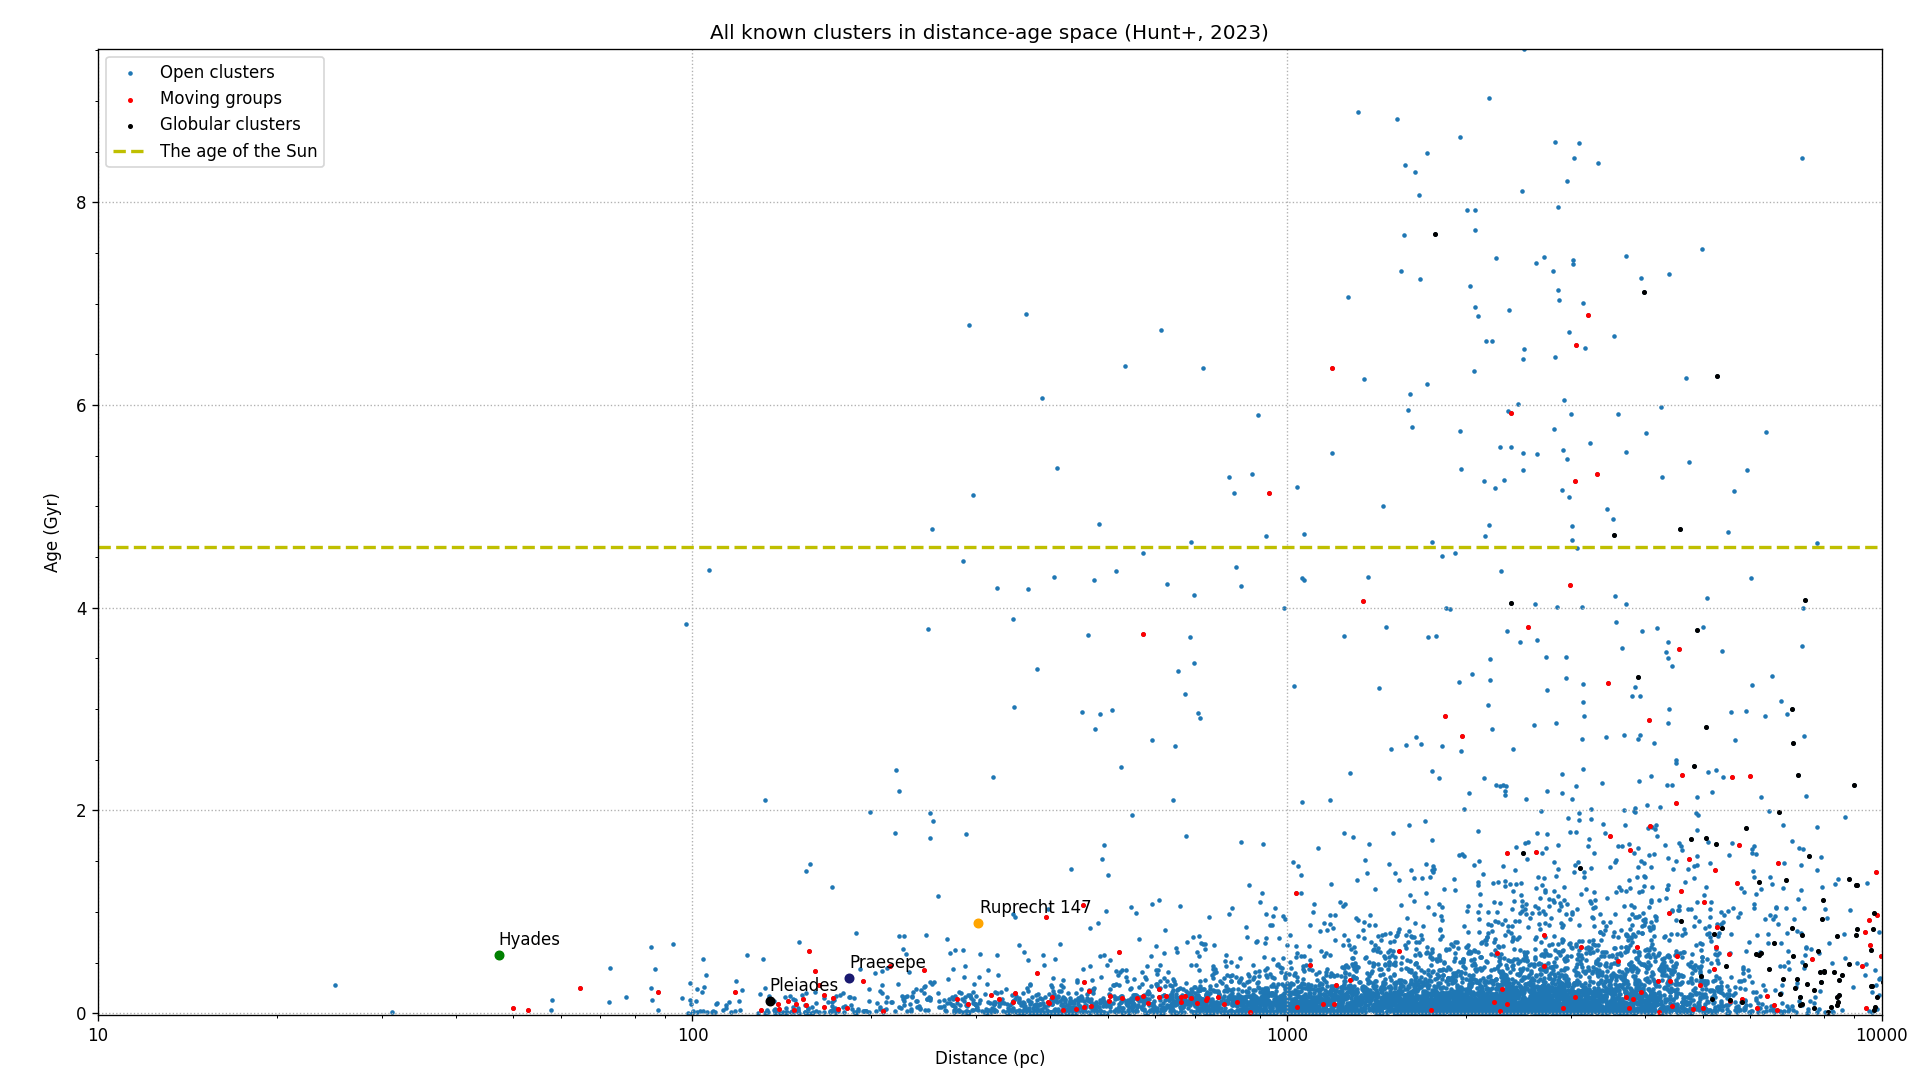 All known clusters in distance-age space (Hunt+, 2023)
Open clusters
Moving groups
Globular clusters
The age of the Sun
8
6
4
2
0
Age (Gyr)
Ruprecht 147
Hyades
Praesepe
Pleiades
10
100
1000
10000
Distance (pc)